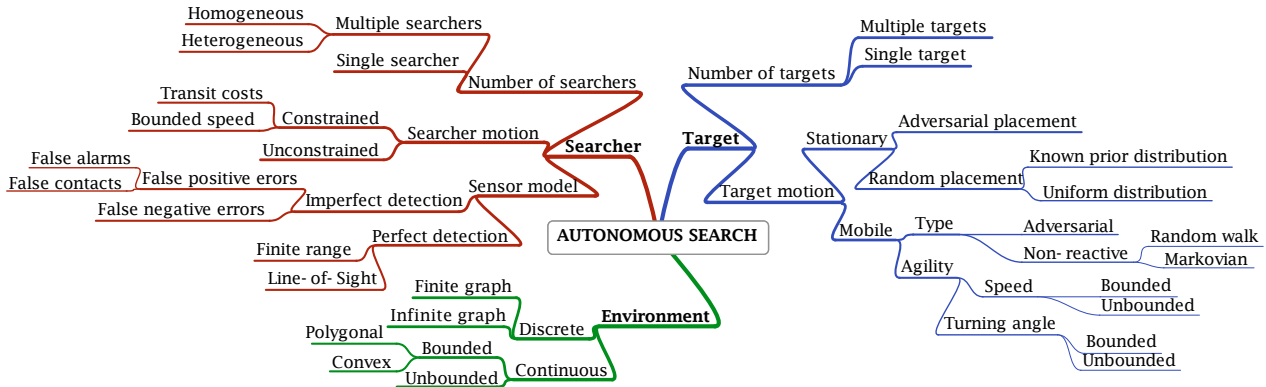 Homogeneous
Heterogeneous
Multiple searchers
Single searcher
Number of searchers
Transit costs
Bounded speed
Constrained
Unconstrained
Searcher motion
Searcher
False alarms
False contacts
False positive erors
False negative errors
Imperfect detection
Sensor model
Finite range
Line- of- Sight
Perfect detection
AUTONOMOUS SEARCH
Multiple targets
Single target
Number of targets
Target
Target motion
Stationary
Adversarial placement
Random placement
Known prior distribution
Uniform distribution
Mobile
Type
Adversarial
Non- reactive
Random walk
Markovian
Agility
Speed
Bounded
Unbounded
Turning angle
Bounded
Unbounded
Environment
Finite graph
Infinite graph
Discrete
Polygonal
Convex
Bounded
Unbounded
Continuous